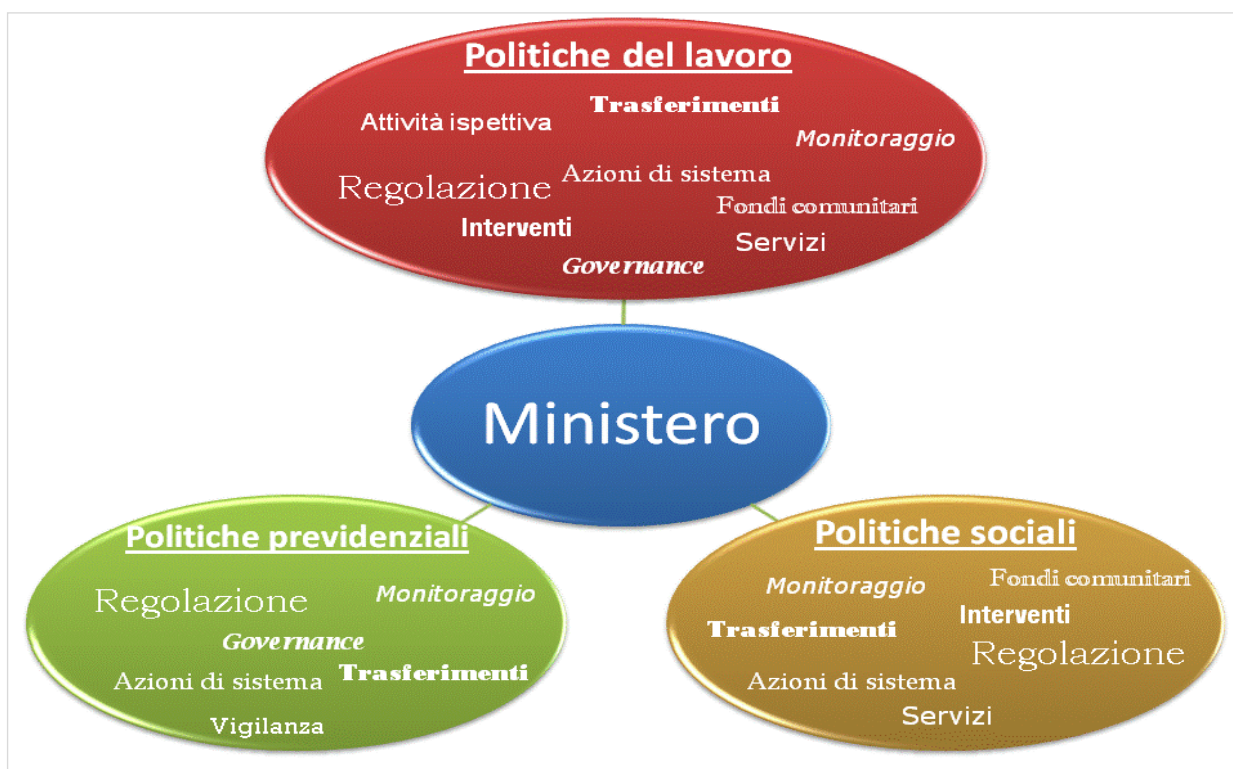 Politiche del lavoro
Trasferimenti
Attività ispettiva
Monitoraggio
Azioni di sistema
Regolazione
Fondi comunitari
Interventi
Servizi
Governance
Ministero
Politiche previdenziali
Regolazione
Monitoraggio
Governance
Trasferimenti
Azioni di sistema
Vigilanza
Politiche sociali
Fondi comunitari
Monitoraggio
Interventi
Trasferimenti
Regolazione
Azioni di sistema
Servizi